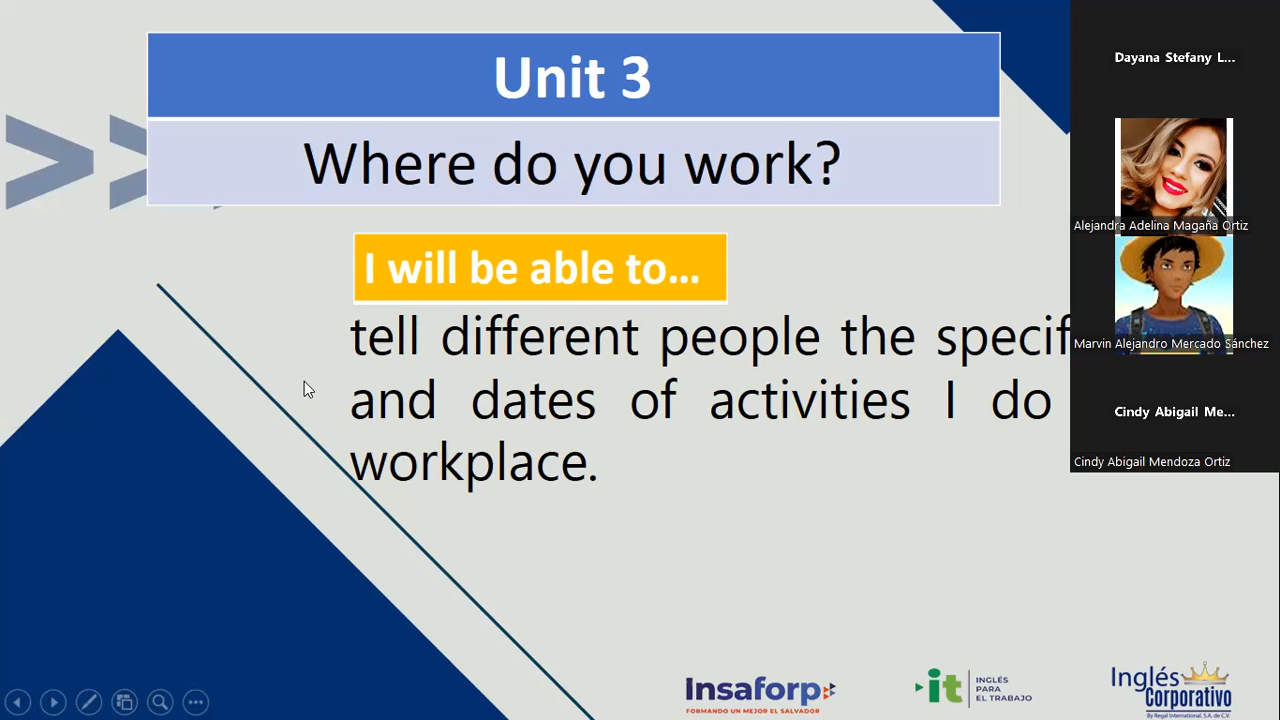 Unit 3
Where do you work?
I will be able to...
tell different people the specif
and dates of activities I do
workplace.
Dayana Stefany L...
Alejandra Adelina Magaña Ortiz
Marvin Alejandro Mercado Sánchez
Cindy Abigail Me...
Cindy Abigail Mendoza Ortiz
Insaforp
FORMANDO UN MEJOR EL SALVADOR
it
INGLÉS
PARA
EL TRABAJO
Inglés
Corporativo
By Regal International, S.A. de C.V.